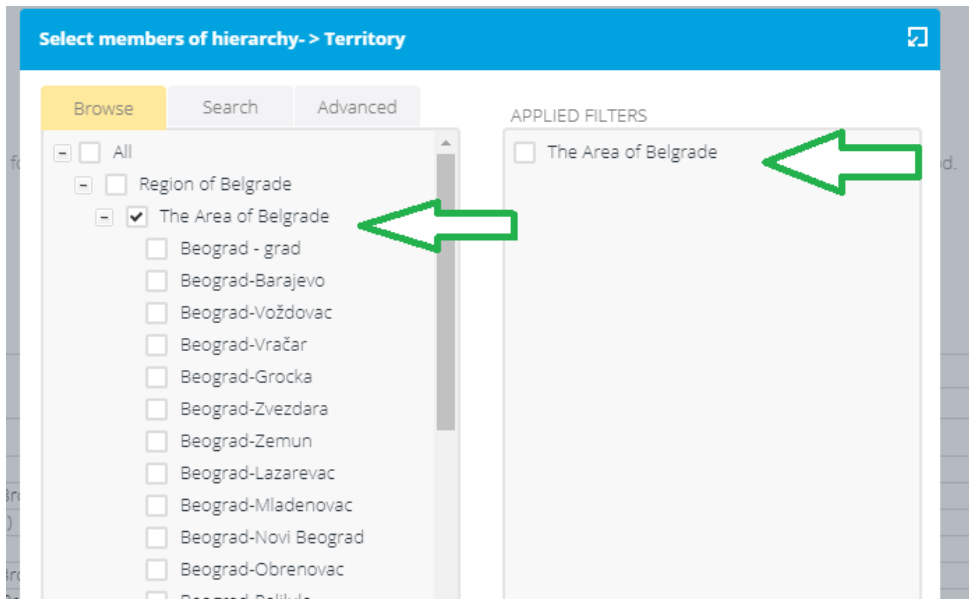 Select members of hierarchy- > Territory
Browse
Search
Advanced
All
Region of Belgrade
The Area of Belgrade
Beograd - grad
Beograd-Barajevo
Beograd-Voždovac
Beograd-Vračar
Beograd-Grocka
Beograd-Zvezdara
Beograd-Zemun
Beograd-Lazarevac
Beograd-Mladenovac
Beograd-Novi Beograd
Beograd-Obrenovac
APPLIED FILTERS
The Area of Belgrade